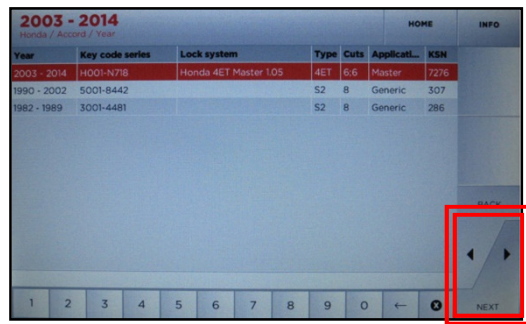 2003 - 2014
Honda / Accord / Year
HOME
INFO
Year Key code series Lock system Type Cuts Applicati... KSN
2003 - 2014 H001-N718 Honda 4ET Master 1.05 4ET 6:6 Master 7276
1990 - 2002 5001-8442 S2 8 Generic 307
1982 - 1989 3001-4481 S2 8 Generic 286
BACK
1 2 3 4 5 6 7 8 9 0 ←
NEXT